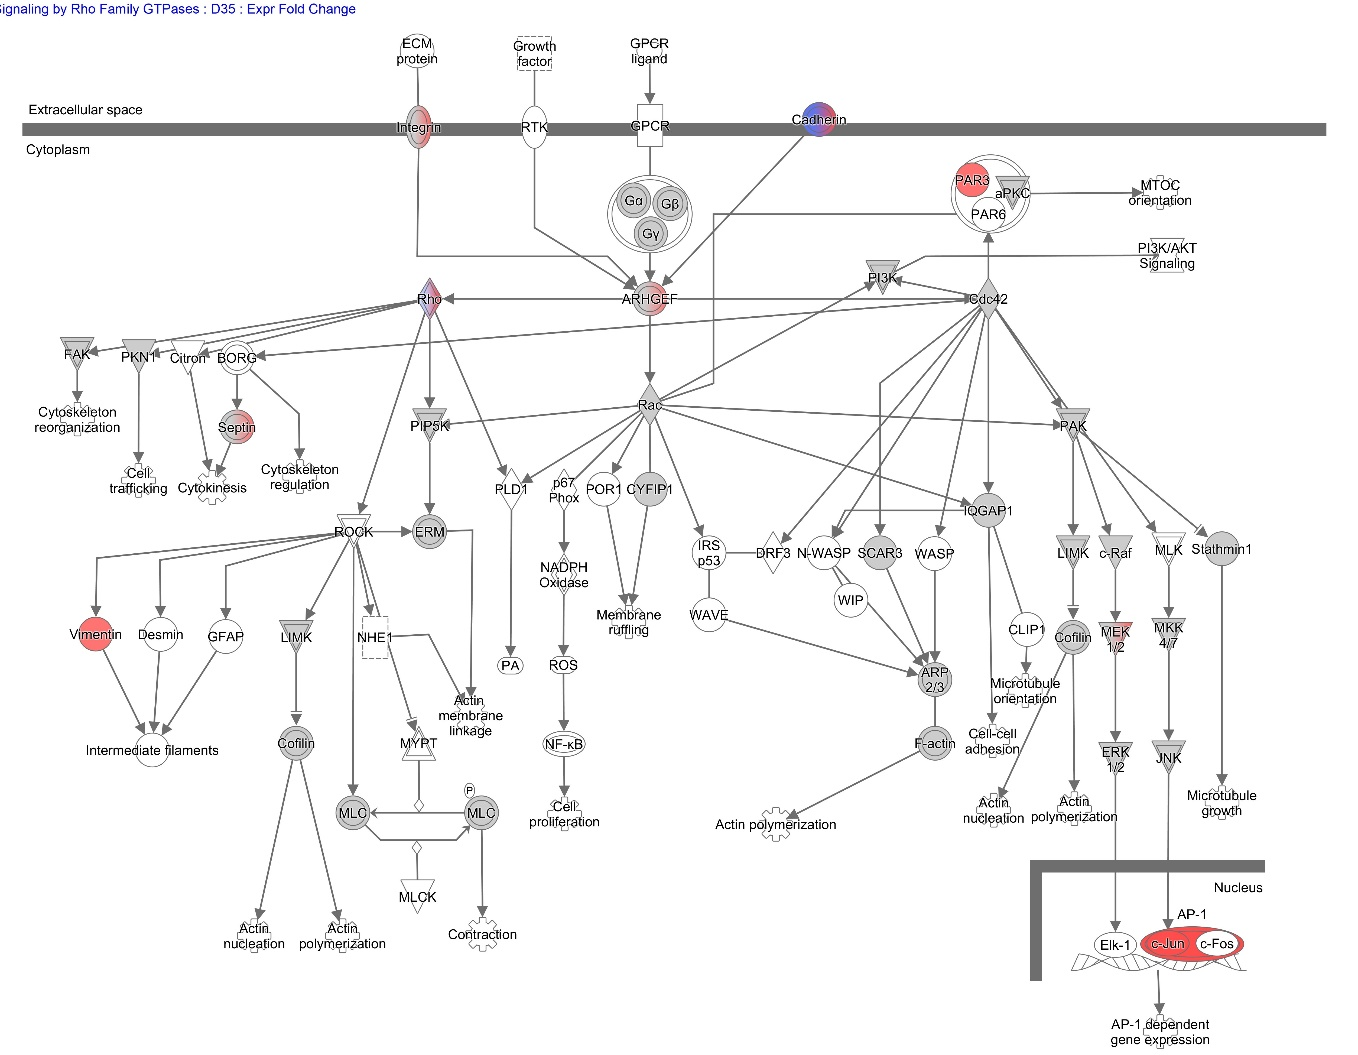 Signaling by Rho Family GTPases : D35 : Expr Fold Change
ECM
protein
Growth
factor
GPCR
ligand
Extracellular space
Integrin
RTK
GPCR
Cadherin
Cytoplasm
PAR3
aPKC
PAR6
MTOC
orientation
Gα
Gβ
Gγ
PI3K/AKT
Signaling
PI3K
Rho
ARHGEF
Cdc42
FAK
PKN1
Citron
BORG
Cytoskeleton
reorganization
Septin
PIP5K
Rac
PAK
Cell
trafficking
Cytokinesis
Cytoskeleton
regulation
PLD1
p67
Phox
POR1
CYFIP1
IQGAP1
ROCK
ERM
IRS
p53
DRF3
N-WASP
SCAR3
WASP
LIMK
c-Raf
MLK
Stathmin1
NADPH
Oxidase
WIP
Vimentin
Desmin
GFAP
LIMK
NHE1
Membrane
ruffling
WAVE
CLIP1
Cofilin
MEK
1/2
MKK
4/7
PA
ROS
ARP
2/3
Microtubule
orientation
Actin
membrane
linkage
Intermediate filaments
Cofilin
MYPT
NF-κB
F-actin
Cell-cell
adhesion
ERK
1/2
JNK
P
MLC
MLC
Cell
proliferation
Actin polymerization
Actin
nucleation
Actin
polymerization
Microtubule
growth
MLCK
Nucleus
Actin
nucleation
Actin
polymerization
Contraction
AP-1
Elk-1
c-Jun
c-Fos
AP-1 dependent
gene expression